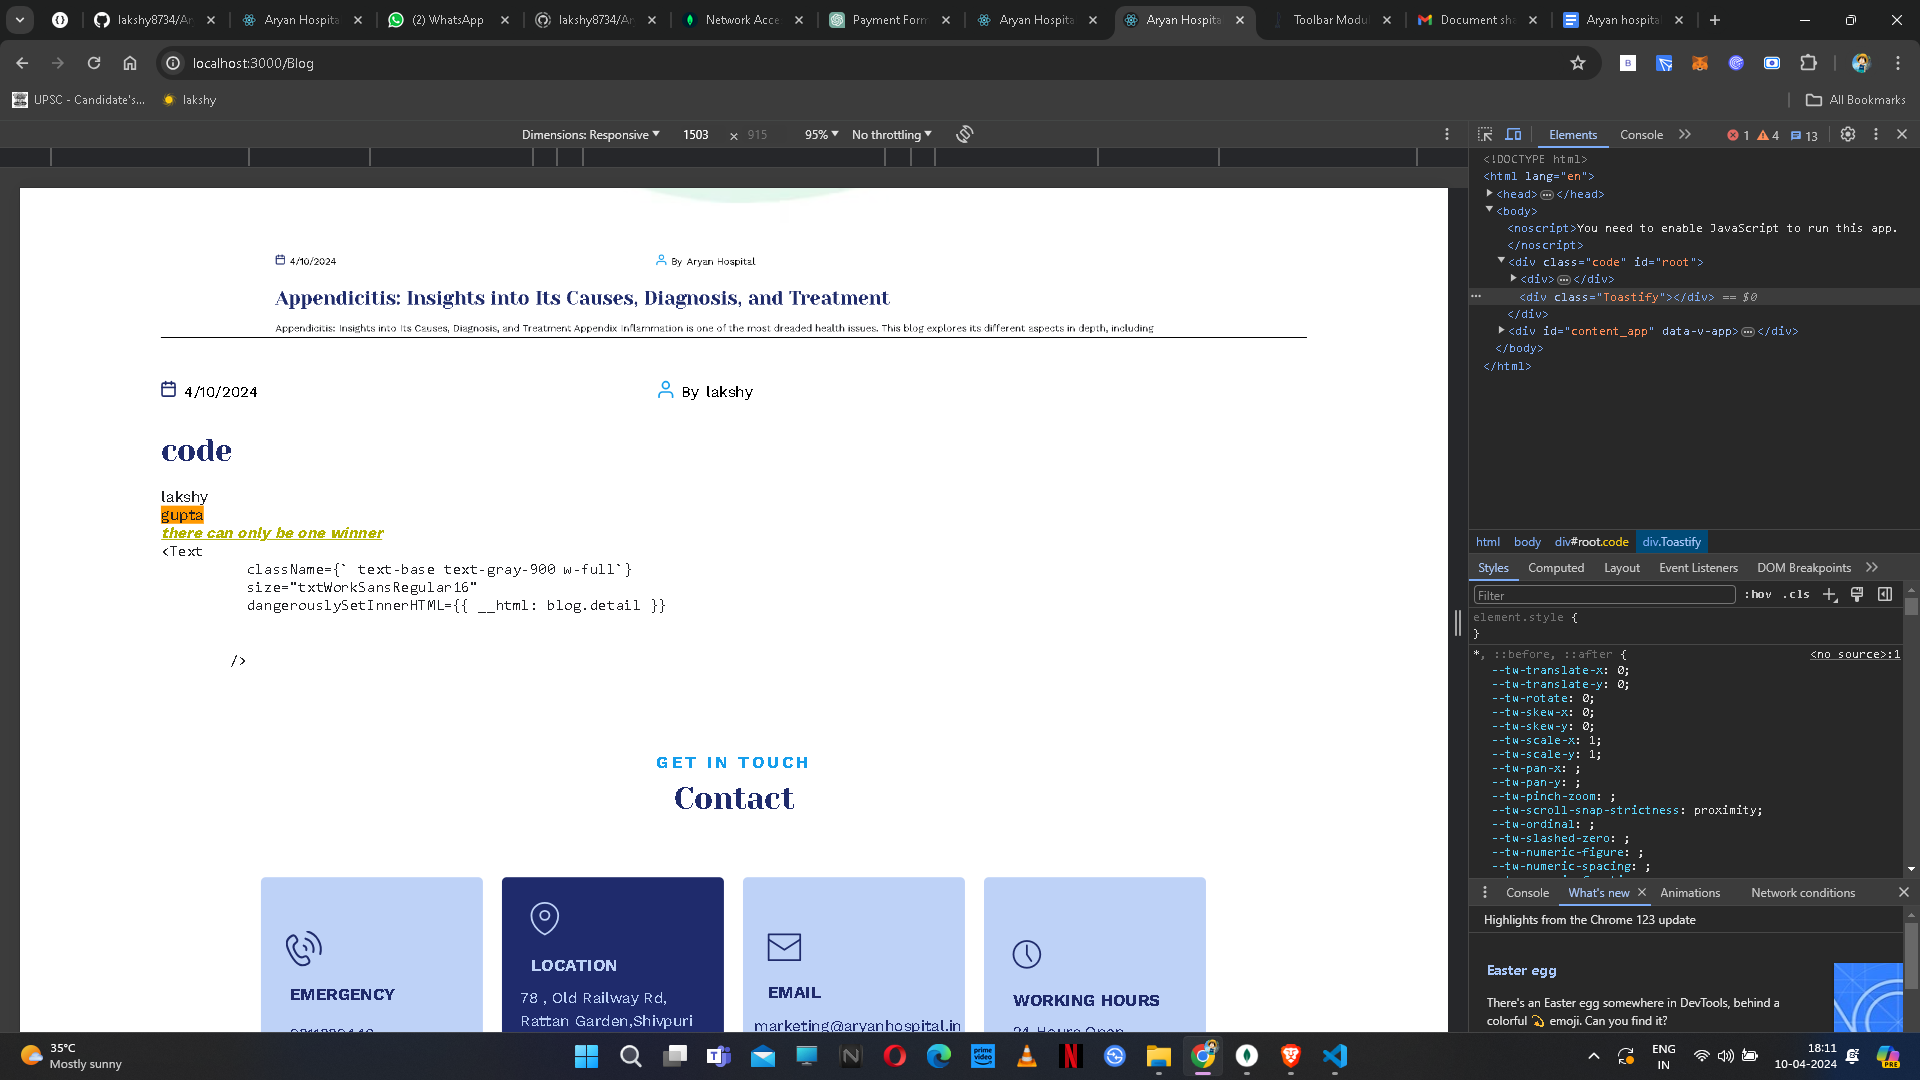 lakshy8734/Ar
Aryan Hospita
(2) WhatsApp
lakshy8734/Ar
Network Acce
Payment Form
Aryan Hospita
Aryan Hospita
Toolbar Modu
Document sha
Aryan hospital
localhost:3000/Blog
UPSC - Candidate's...
lakshy
All Bookmarks
Dimensions: Responsive
1503
x
915
95%
No throttling
Elements
Console
1
4
13
4/10/2024
By Aryan Hospital
Appendicitis: Insights into Its Causes, Diagnosis, and Treatment
Appendicitis: Insights into Its Causes, Diagnosis, and Treatment Appendix Inflammation is one of the most dreaded health issues. This blog explores its different aspects in depth, including
4/10/2024
By lakshy
code
lakshy
gupta
there can only be one winner
<Text
className={` text-base text-gray-900 w-full`}
size="txtWorkSansRegular16"
dangerouslySetInnerHTML={{ __html: blog.detail }}
/>
GET IN TOUCH
Contact
EMERGENCY
LOCATION
78 , Old Railway Rd,
Rattan Garden,Shivpuri
EMAIL
marketing@aryanhospital.in
WORKING HOURS
24 Hours Open
<!DOCTYPE html>
<html lang="en">
<head> </head>
<body>
<noscript>You need to enable JavaScript to run this app.
</noscript>
<div class="code" id="root">
<div> </div>
<div class="Toastify"></div> == $0
</div>
<div id="content_app" data-v-app> </div>
</body>
</html>
html
body
div#root.code
div.Toastify
Styles
Computed
Layout
Event Listeners
DOM Breakpoints
Filter
:hov
.cls
element.style {
}
*, ::before, ::after {
<no source>:1
--tw-translate-x: 0;
--tw-translate-y: 0;
--tw-rotate: 0;
--tw-skew-x: 0;
--tw-skew-y: 0;
--tw-scale-x: 1;
--tw-scale-y: 1;
--tw-pan-x: ;
--tw-pan-y: ;
--tw-pinch-zoom: ;
--tw-scroll-snap-strictness: proximity;
--tw-ordinal: ;
--tw-slashed-zero: ;
--tw-numeric-figure: ;
--tw-numeric-spacing: ;
Console
What's new
Animations
Network conditions
Highlights from the Chrome 123 update
Easter egg
There's an Easter egg somewhere in DevTools, behind a
colorful 💫 emoji. Can you find it?
35°C
Mostly sunny
prime video
ENG
IN
18:11
10-04-2024
PRE